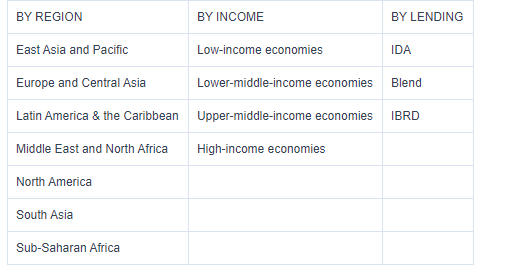 BY REGION BY INCOME BY LENDING
East Asia and Pacific Low-income economies IDA
Europe and Central Asia Lower-middle-income economies Blend
Latin America & the Caribbean Upper-middle-income economies IBRD
Middle East and North Africa High-income economies
North America
South Asia
Sub-Saharan Africa